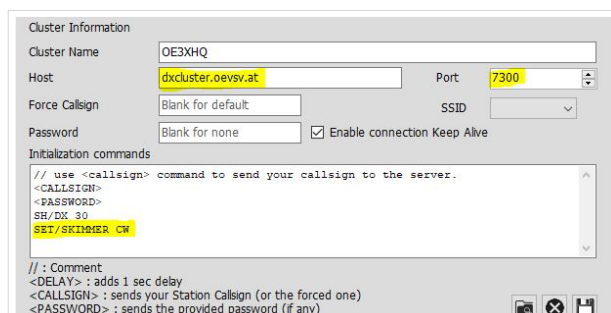 Cluster Information
Cluster Name OE3XHQ
Host dxcluster.oevsv.at Port 7300
Force Callsign Blank for default SSID
Password Blank for none Enable connection Keep Alive
Initialization commands
// use <callsign> command to send your callsign to the server.
<CALLSIGN>
<PASSWORD>
SH/DX 30
SET/SKIMMER CW
// : Comment
<DELAY> : adds 1 sec delay
<CALLSIGN> : sends your Station Callsign (or the forced one)
<PASSWORD> : sends the provided password (if any)